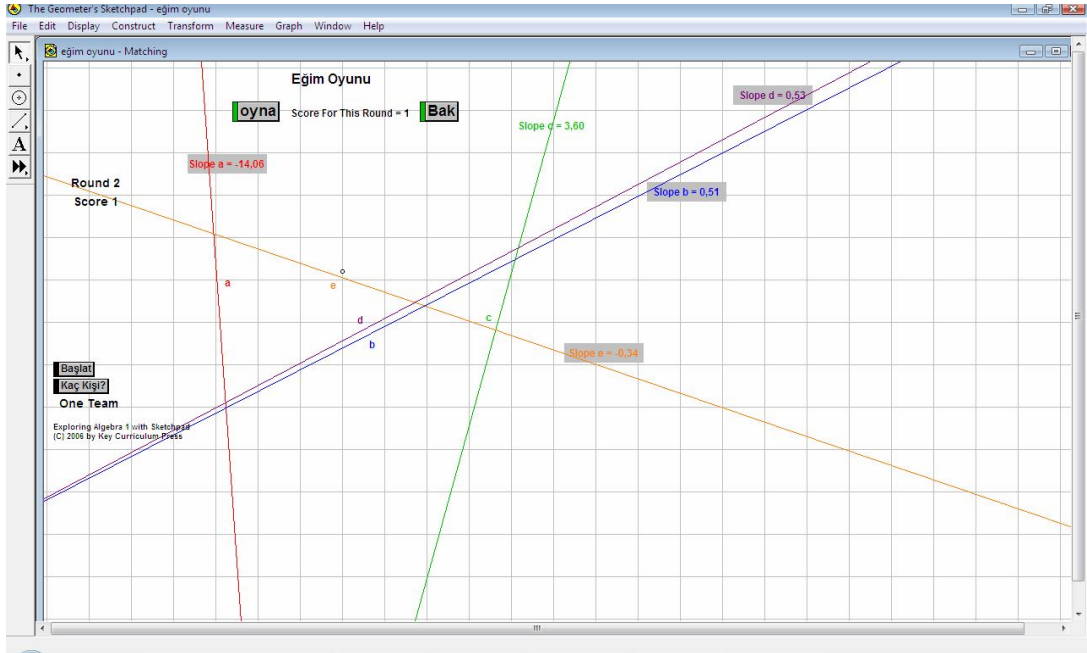 The Geometer's Sketchpad - eğim oyunu
File Edit Display Construct Transform Measure Graph Window Help
eğim oyunu - Matching
A
Eğim Oyunu
oyna Score For This Round = 1 Bak
Slope d = 0,53
Slope c = 3,60
Slope a = -14,06
Round 2
Score 1
Slope b = 0,51
a
e
d
c
b
Slope e = -0,34
Başlat
Kaç Kişi?
One Team
Exploring Algebra 1 with Sketchpad
(C) 2006 by Key Curriculum Press